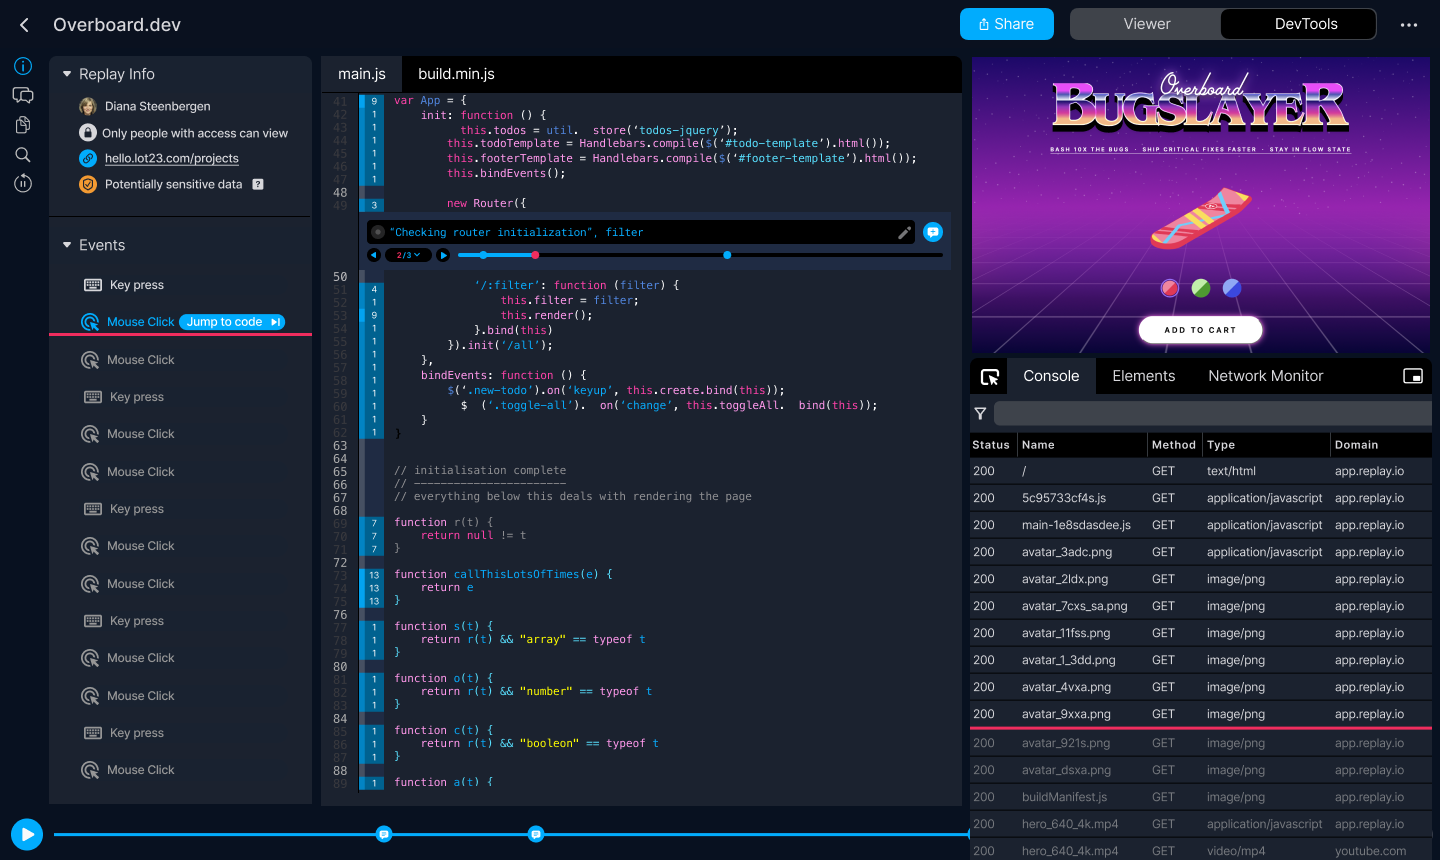 Overboard.dev
Share
Viewer
DevTools
Replay Info
Diana Steenbergen
Only people with access can view
hello.lot23.com/projects
Potentially sensitive data ?
Events
Key press
Mouse Click Jump to code
Mouse Click
Key press
Mouse Click
Mouse Click
Key press
Mouse Click
Mouse Click
Key press
Mouse Click
Mouse Click
Key press
Mouse Click
main.js build.min.js
41 9 var App = {
42 1 init: function () {
43 1 this.todos = util. store(‘todos-jquery’);
44 1 this.todoTemplate = Handlebars.compile($(‘#todo-template’).html());
45 1 this.footerTemplate = Handlebars.compile($(‘#footer-template’).html());
46 1 this.bindEvents();
47 1
48
49 3 new Router({
"Checking router initialization", filter
2/3
50
51 4 ‘/:filter’: function (filter) {
52 1 this.filter = filter;
53 9 this.render();
54 1 }.bind(this)
55 1 }).init(‘/all’);
56 1 },
57 1 bindEvents: function () {
58 1 $(‘.new-todo’).on(‘keyup’, this.create.bind(this));
59 1 $ (‘.toggle-all’). on(‘change’, this.toggleAll. bind(this));
60 1
61 1 }
62 1 }
63
64
65 // initialisation complete
66 // -----------------------
67 // everything below this deals with rendering the page
68
69 7 function r(t) {
70 7 return null != t
71 7 }
72
73 13 function callThisLotsOfTimes(e) {
74 13 return e
75 13 }
76
77 1 function s(t) {
78 1 return r(t) && "array" == typeof t
79 1 }
80
81 1 function o(t) {
82 1 return r(t) && "number" == typeof t
83 1 }
84
85 1 function c(t) {
86 1 return r(t) && "booleon" == typeof t
87 1 }
88
89 1 function a(t) {
Overboard
BUGSLAYER
BASH 10X THE BUGS · SHIP CRITICAL FIXES FASTER · STAY IN FLOW STATE
ADD TO CART
Console Elements Network Monitor
Status Name Method Type Domain
200 / GET text/html app.replay.io
200 5c95733cf4s.js GET application/javascript app.replay.io
200 main-1e8sdasdee.js GET application/javascript app.replay.io
200 avatar_3adc.png GET application/javascript app.replay.io
200 avatar_2ldx.png GET image/png app.replay.io
200 avatar_7cxs_sa.png GET image/png app.replay.io
200 avatar_11fss.png GET image/png app.replay.io
200 avatar_1_3dd.png GET image/png app.replay.io
200 avatar_4vxa.png GET image/png app.replay.io
200 avatar_9xxa.png GET image/png app.replay.io
200 avatar_921s.png GET image/png app.replay.io
200 avatar_dsxa.png GET image/png app.replay.io
200 buildManifest.js GET image/png app.replay.io
200 hero_640_4k.mp4 GET application/javascript app.replay.io
200 hero_640_4k.mp4 GET video/mp4 youtube.com